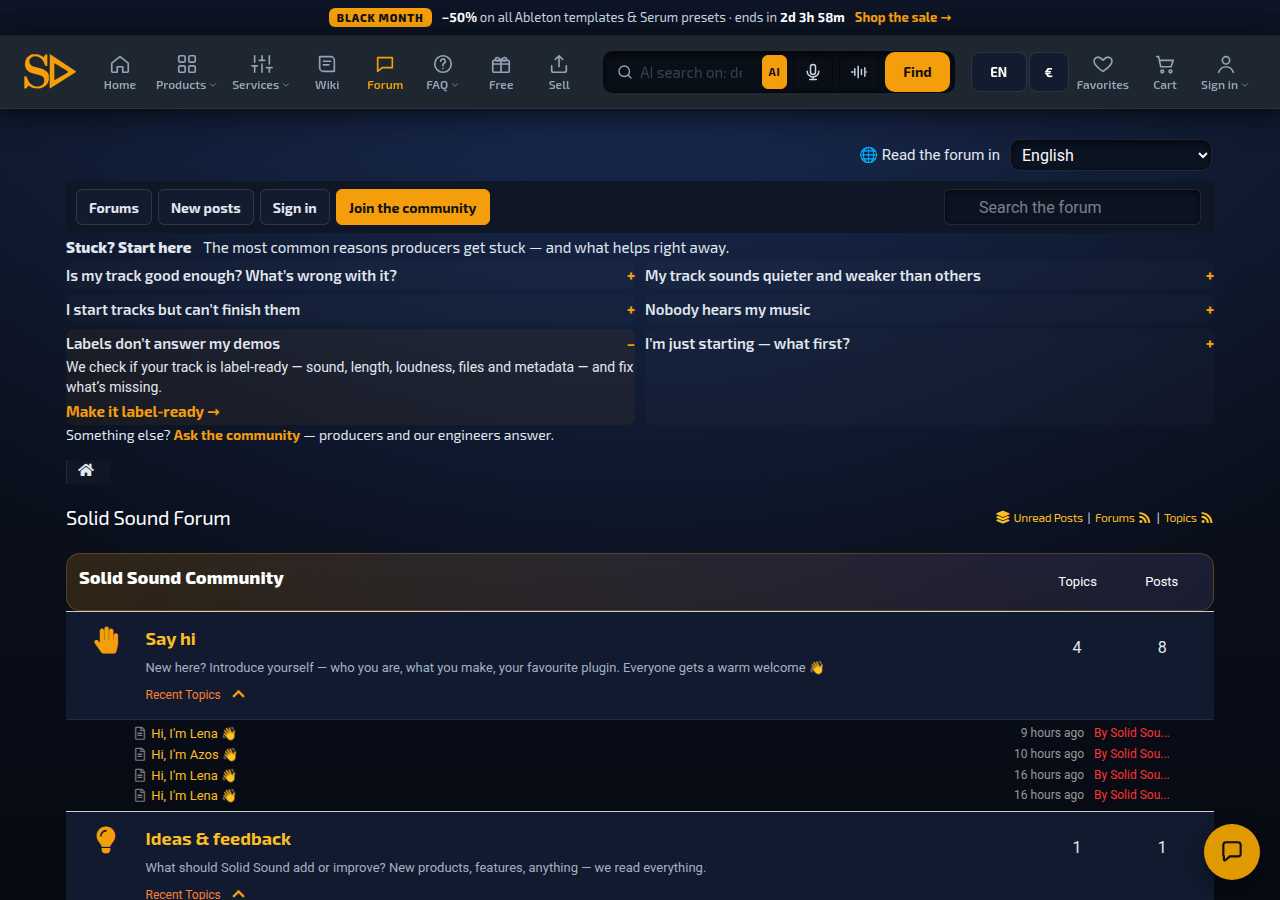 BLACK MONTH −50% on all Ableton templates & Serum presets · ends in 2d 3h 58m Shop the sale →
Home Products Services Wiki Forum FAQ Free Sell AI Find EN € Favorites Cart Sign in
AI search on: dr
🌐 Read the forum in English
Forums New posts Sign in Join the community Search the forum
Stuck? Start here The most common reasons producers get stuck — and what helps right away.
Is my track good enough? What's wrong with it? + My track sounds quieter and weaker than others +
I start tracks but can't finish them + Nobody hears my music +
Labels don't answer my demos – I'm just starting — what first? +
We check if your track is label-ready — sound, length, loudness, files and metadata — and fix
what's missing.
Make it label-ready →
Something else? Ask the community — producers and our engineers answer.
Solid Sound Forum Unread Posts | Forums | Topics
Solid Sound Community Topics Posts
Say hi 4 8
New here? Introduce yourself — who you are, what you make, your favourite plugin. Everyone gets a warm welcome 👋
Recent Topics
Hi, I'm Lena 👋 9 hours ago By Solid Sou...
Hi, I'm Azos 👋 10 hours ago By Solid Sou...
Hi, I'm Lena 👋 16 hours ago By Solid Sou...
Hi, I'm Lena 👋 16 hours ago By Solid Sou...
Ideas & feedback 1 1
What should Solid Sound add or improve? New products, features, anything — we read everything.
Recent Topics